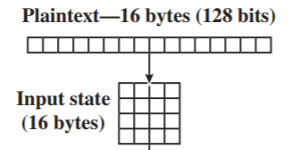 Plaintext—16 bytes (128 bits)
Input state
(16 bytes)